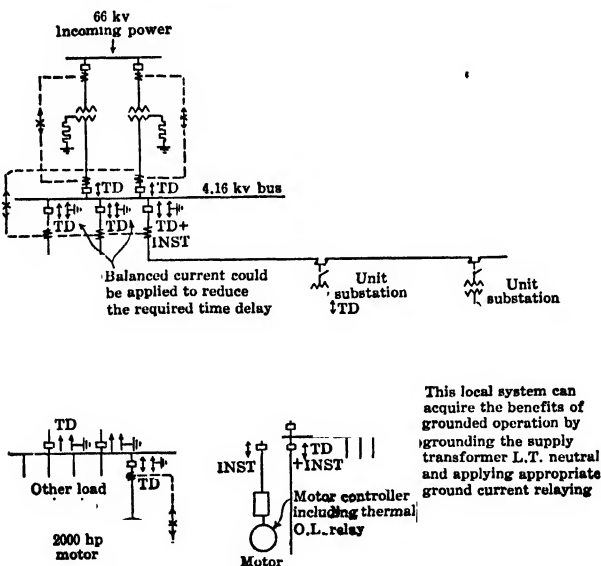 66 kv
Incoming power
TD
TD
4.16 kv bus
TD
TD
TD+
INST
Balanced current could
be applied to reduce
the required time delay
Unit
substation
TD
Unit
substation
TD
TD
Other load
2000 hp
motor
INST
TD
+INST
Motor controller
including thermal
O.L. relay
Motor
This local system can
acquire the benefits of
grounded operation by
grounding the supply
transformer L.T. neutral
and applying appropriate
ground current relaying